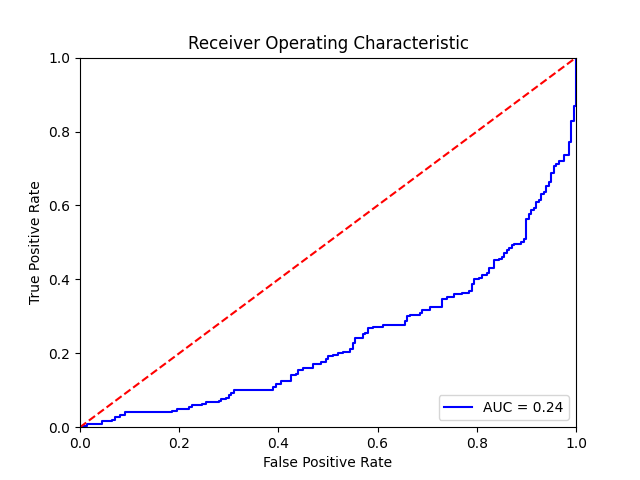 Receiver Operating Characteristic
1.0
0.8
0.6
0.4
0.2
0.0
True Positive Rate
AUC = 0.24
0.0 0.2 0.4 0.6 0.8 1.0
False Positive Rate